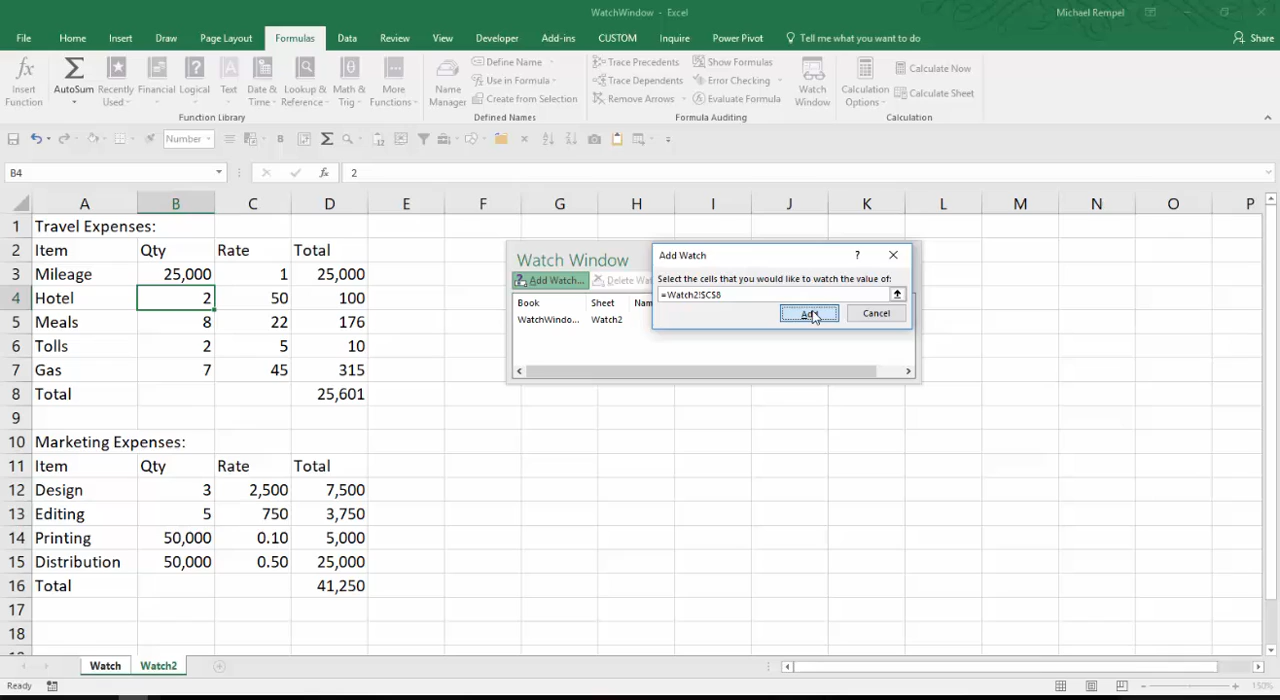 WatchWindow - Excel
Michael Rempel
File Home Insert Draw Page Layout Formulas Data Review View Developer Add-ins CUSTOM Inquire Power Pivot Tell me what you want to do Share
Insert Function
AutoSum
Recently Used
Financial
Logical
Text
Date & Time
Lookup & Reference
Math & Trig
More Functions
Function Library
Name Manager
Define Name
Use in Formula
Create from Selection
Defined Names
Trace Precedents
Trace Dependents
Remove Arrows
Show Formulas
Error Checking
Evaluate Formula
Watch Window
Formula Auditing
Calculation Options
Calculate Now
Calculate Sheet
Calculation
Number
B4 fx 2
A B C D E F G H I J K L M N O P
1 Travel Expenses:
2 Item Qty Rate Total
3 Mileage 25,000 1 25,000
4 Hotel 2 50 100
5 Meals 8 22 176
6 Tolls 2 5 10
7 Gas 7 45 315
8 Total 25,601
9
10 Marketing Expenses:
11 Item Qty Rate Total
12 Design 3 2,500 7,500
13 Editing 5 750 3,750
14 Printing 50,000 0.10 5,000
15 Distribution 50,000 0.50 25,000
16 Total 41,250
17
18
Watch Window
Add Watch... Delete Wat
Book Sheet Nam
WatchWindo... Watch2
Add Watch ?
Select the cells that you would like to watch the value of:
=Watch2!$C$8
Add Cancel
Watch Watch2
Ready
150%